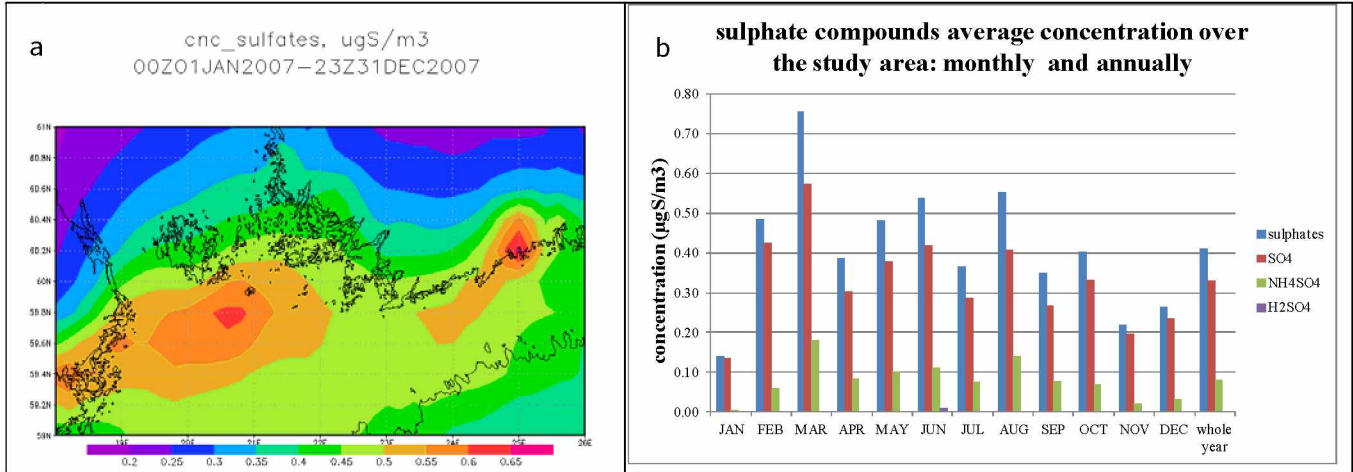 a
cnc_sulfates, ugS/m3
00Z01JAN2007–23Z31DEC2007
61N
60.8N
60.6N
60.4N
60.2N
60N
59.8N
59.6N
59.4N
59.2N
59N
19E 20E 21E 22E 23E 24E 25E 26E
0.2 0.25 0.3 0.35 0.4 0.45 0.5 0.55 0.6 0.65
b
sulphate compounds average concentration over
the study area: monthly and annually
concentration (µgS/m3)
0.80
0.70
0.60
0.50
0.40
0.30
0.20
0.10
0.00
JAN FEB MAR APR MAY JUN JUL AUG SEP OCT NOV DEC whole
year
sulphates
SO4
NH4SO4
H2SO4